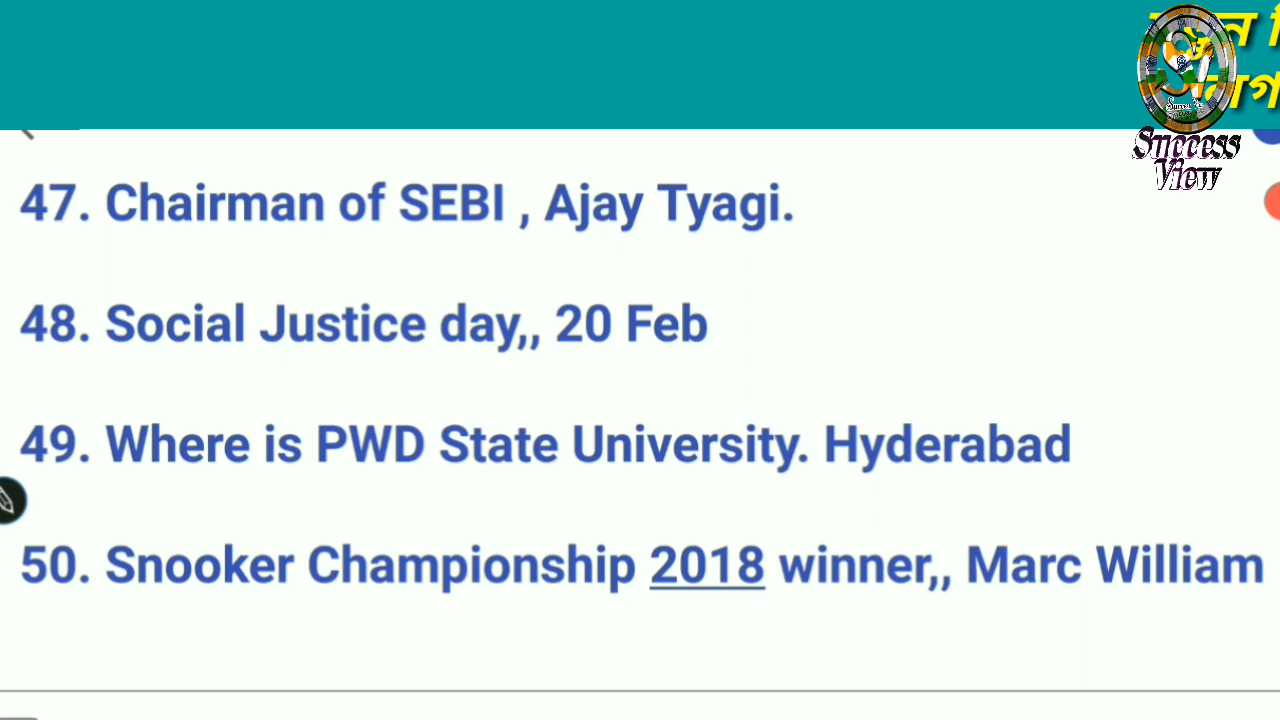 Success
View
47. Chairman of SEBI , Ajay Tyagi.
48. Social Justice day,, 20 Feb
49. Where is PWD State University. Hyderabad
50. Snooker Championship 2018 winner,, Marc William